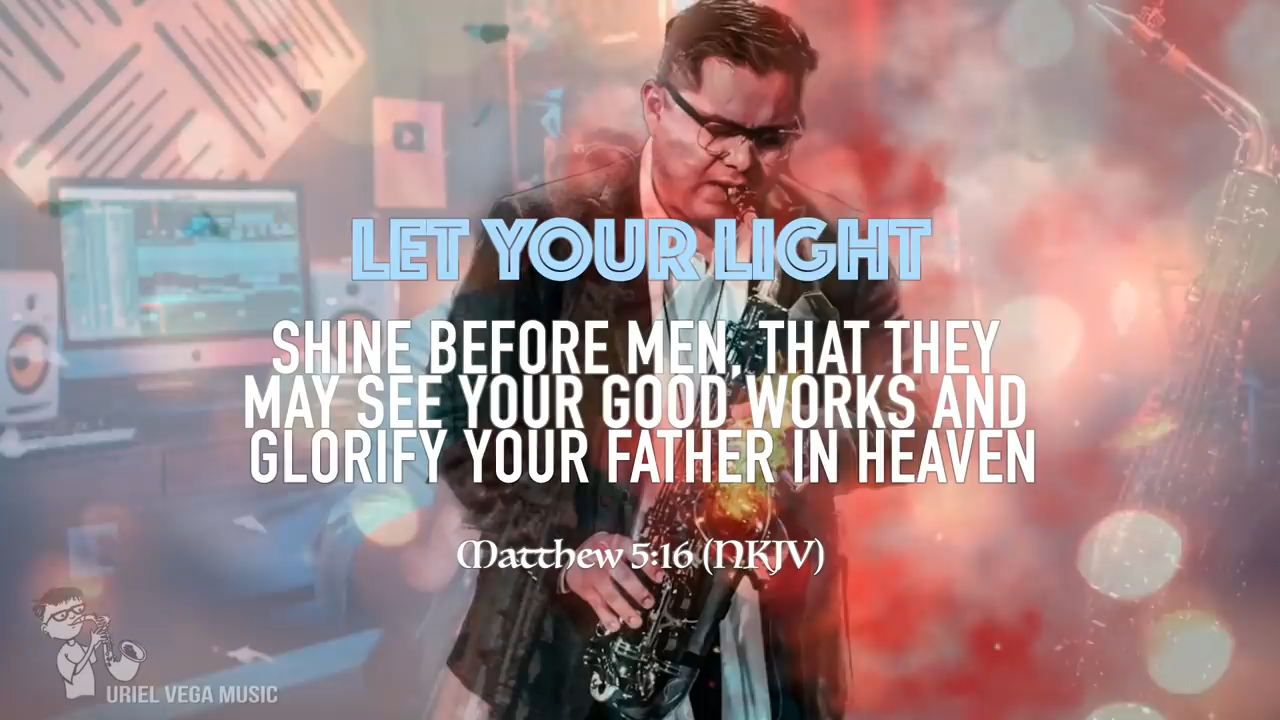 LET YOUR LIGHT
SHINE BEFORE MEN, THAT THEY
MAY SEE YOUR GOOD WORKS AND
GLORIFY YOUR FATHER IN HEAVEN
Matthew 5:16 (NKJV)
URIEL VEGA MUSIC